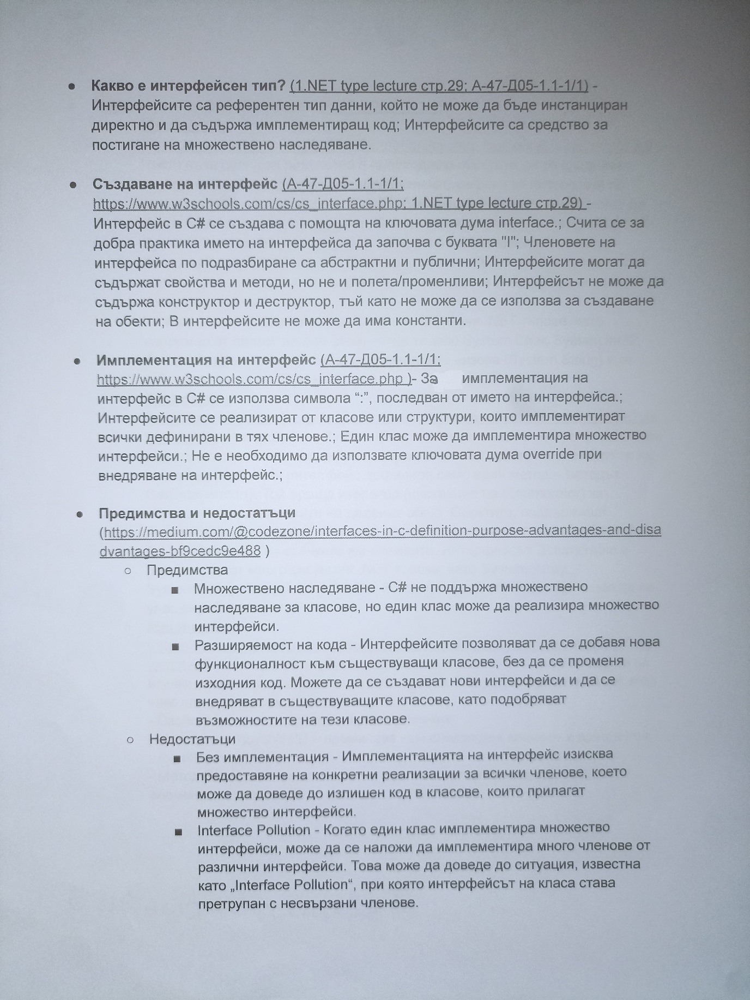 ● Какво е интерфейсен тип? (1.NET type lecture стр.29; А-47-Д05-1.1-1/1) -
Интерфейсите са референтен тип данни, който не може да бъде инстанциран
директно и да съдържа имплементиращ код; Интерфейсите са средство за
постигане на множествено наследяване.
● Създаване на интерфейс (А-47-Д05-1.1-1/1;
https://www.w3schools.com/cs/cs_interface.php; 1.NET type lecture стр.29) -
Интерфейс в C# се създава с помощта на ключовата дума interface.; Счита се за
добра практика името на интерфейса да започва с буквата "I"; Членовете на
интерфейса по подразбиране са абстрактни и публични; Интерфейсите могат да
съдържат свойства и методи, но не и полета/променливи; Интерфейсът не може да
съдържа конструктор и деструктор, тъй като не може да се използва за създаване
на обекти; В интерфейсите не може да има константи.
● Имплементация на интерфейс (А-47-Д05-1.1-1/1;
https://www.w3schools.com/cs/cs_interface.php )- За имплементация на
интерфейс в C# се използва символа “:”, последван от името на интерфейса.;
Интерфейсите се реализират от класове или структури, които имплементират
всички дефинирани в тях членове.; Един клас може да имплементира множество
интерфейси.; Не е необходимо да използвате ключовата дума override при
внедряване на интерфейс.;
● Предимства и недостатъци
(https://medium.com/@codezone/interfaces-in-c-definition-purpose-advantages-and-disa
dvantages-bf9cedc9e488 )
○ Предимства
■ Множествено наследяване - C# не поддържа множествено
наследяване за класове, но един клас може да реализира множество
интерфейси.
■ Разширяемост на кода - Интерфейсите позволяват да се добавя нова
функционалност към съществуващи класове, без да се променя
изходния код. Можете да се създават нови интерфейси и да се
внедряват в съществуващите класове, като подобряват
възможностите на тези класове.
○ Недостатъци
■ Без имплементация - Имплементацията на интерфейс изисква
предоставяне на конкретни реализации за всички членове, което
може да доведе до излишен код в класове, които прилагат
множество интерфейси.
■ Interface Pollution - Когато един клас имплементира множество
интерфейси, може да се наложи да имплементира много членове от
различни интерфейси. Това може да доведе до ситуация, известна
като „Interface Pollution“, при която интерфейсът на класа става
претрупан с несвързани членове.